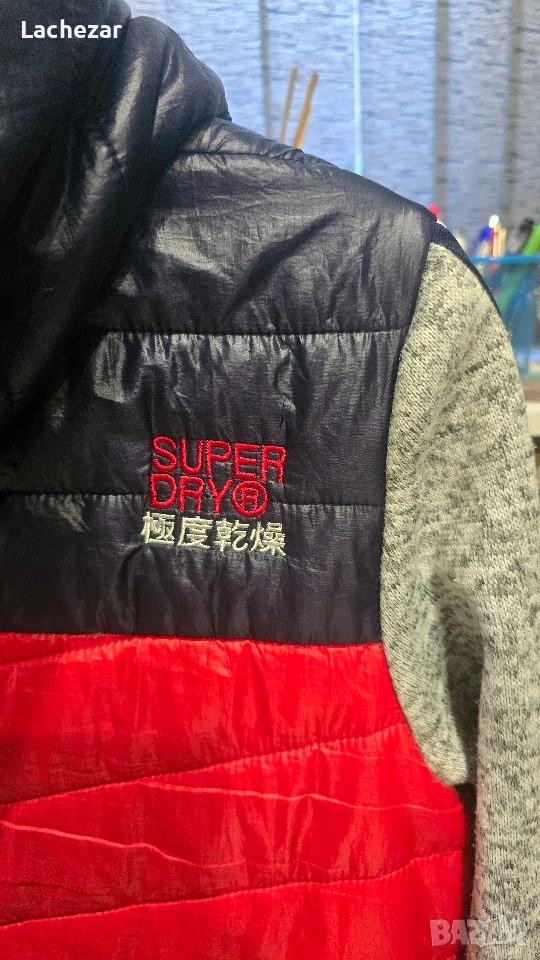 Lachezar
SUPER
DRY®
極度乾燥
BAZAR